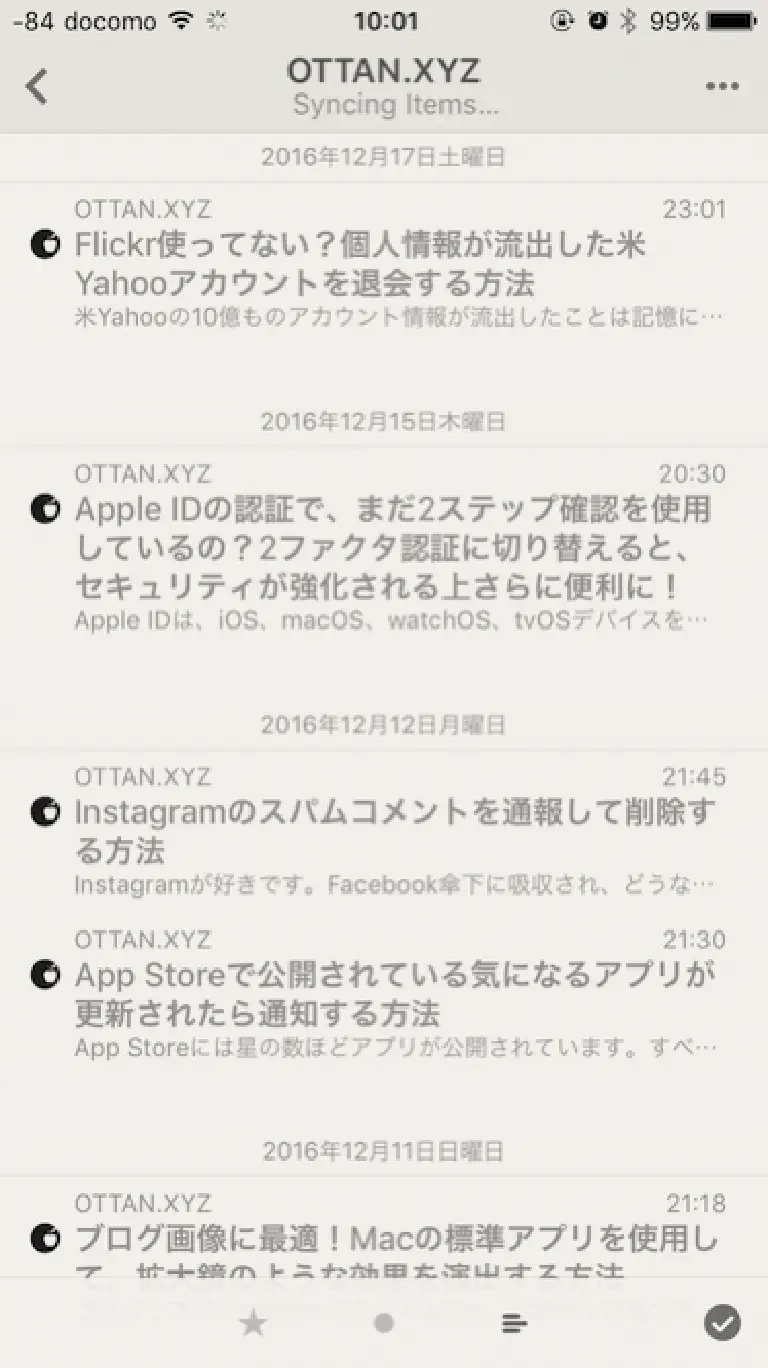 -84 docomo 10:01 99%
OTTAN.XYZ
Syncing Items...
2016年12月17日土曜日
OTTAN.XYZ 23:01
Flickr使ってない？個人情報が流出した米
Yahooアカウントを退会する方法
米Yahooの10億ものアカウント情報が流出したことは記憶に…
2016年12月15日木曜日
OTTAN.XYZ 20:30
Apple IDの認証で、まだ2ステップ確認を使用
しているの？2ファクタ認証に切り替えると、
セキュリティが強化される上さらに便利に！
Apple IDは、iOS、macOS、watchOS、tvOSデバイスを…
2016年12月12日月曜日
OTTAN.XYZ 21:45
Instagramのスパムコメントを通報して削除す
る方法
Instagramが好きです。Facebook傘下に吸収され、どうな…
OTTAN.XYZ 21:30
App Storeで公開されている気になるアプリが
更新されたら通知する方法
App Storeには星の数ほどアプリが公開されています。すべ…
2016年12月11日日曜日
OTTAN.XYZ 21:18
ブログ画像に最適！Macの標準アプリを使用し
て、拡大鏡のような効果を演出する方法